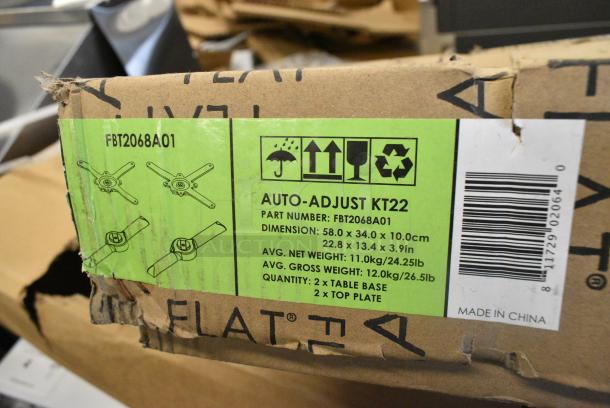 FLAT
FLAT
FBT2068A01
AUTO-ADJUST KT22
PART NUMBER: FBT2068A01
DIMENSION: 58.0 x 34.0 x 10.0cm
22.8 x 13.4 x 3.9in
AVG. NET WEIGHT: 11.0kg/24.25lb
AVG. GROSS WEIGHT: 12.0kg/26.5lb
QUANTITY: 2 x TABLE BASE
2 x TOP PLATE
8 11729 02064 0
MADE IN CHINA
FLAT®